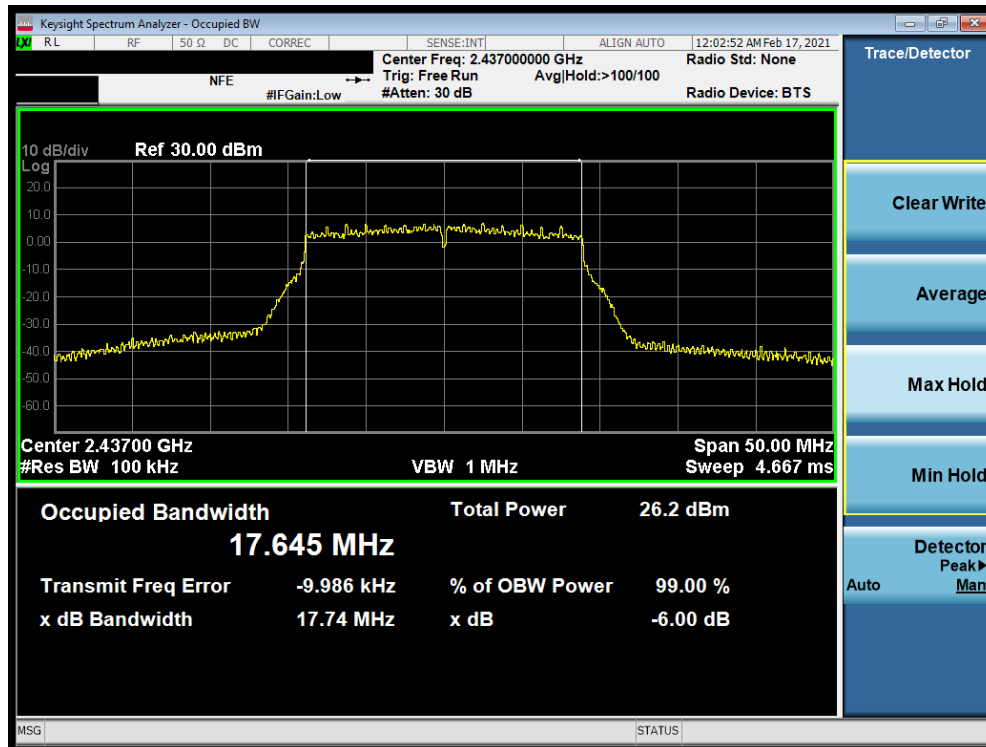 Keysight Spectrum Analyzer - Occupied BW
LXI RL RF 50 Ω DC CORREC SENSE:INT ALIGN AUTO 12:02:52 AM Feb 17, 2021
NFE
#IFGain:Low
Center Freq: 2.437000000 GHz
Trig: Free Run Avg|Hold:>100/100
#Atten: 30 dB
Radio Std: None
Radio Device: BTS
10 dB/div Ref 30.00 dBm
Log
20.0
10.0
0.00
-10.0
-20.0
-30.0
-40.0
-50.0
-60.0
Center 2.43700 GHz Span 50.00 MHz
#Res BW 100 kHz VBW 1 MHz Sweep 4.667 ms
Occupied Bandwidth Total Power 26.2 dBm
17.645 MHz
Transmit Freq Error -9.986 kHz % of OBW Power 99.00 %
x dB Bandwidth 17.74 MHz x dB -6.00 dB
MSG STATUS
Trace/Detector
Clear Write
Average
Max Hold
Min Hold
Detector
Peak▶
Auto Man